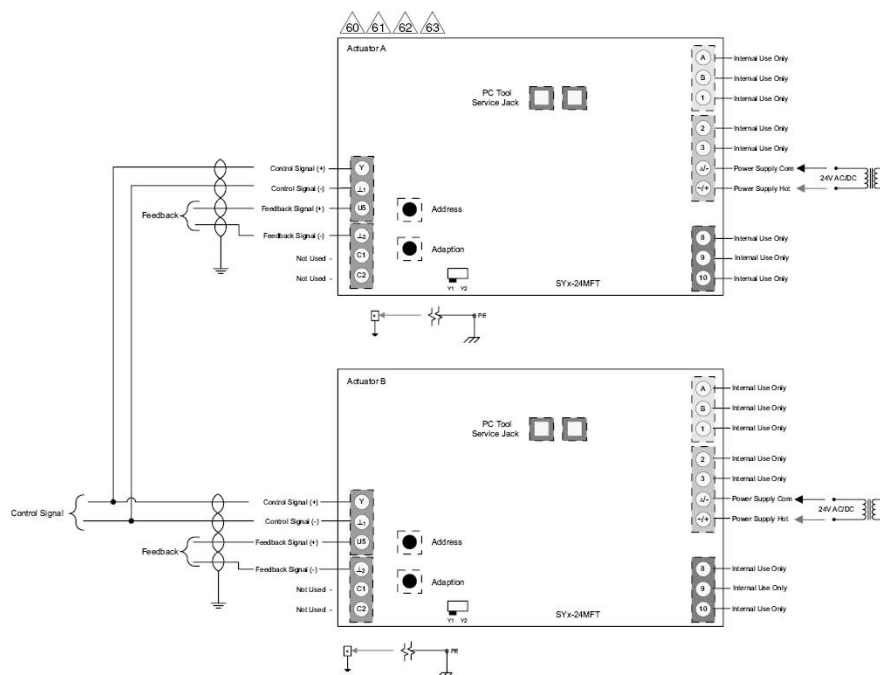 60 61 62 63
Actuator A
PC Tool
Service Jack
A Internal Use Only
B Internal Use Only
1 Internal Use Only
2 Internal Use Only
3 Internal Use Only
Power Supply Com
~/+ Power Supply Hot
24V AC/DC
8 Internal Use Only
9 Internal Use Only
10 Internal Use Only
Control Signal (+) Y
Control Signal (-) ⊥1
Feedback Signal (+) U5
Feedback Signal (-) ⊥2
Not Used - C1
Not Used - C2
Feedback
Address
Adaption
Y1 Y2
SYx-24MFT
PE
Actuator B
PC Tool
Service Jack
A Internal Use Only
B Internal Use Only
1 Internal Use Only
2 Internal Use Only
3 Internal Use Only
Power Supply Com
~/+ Power Supply Hot
24V AC/DC
8 Internal Use Only
9 Internal Use Only
10 Internal Use Only
Control Signal
Control Signal (+) Y
Control Signal (-) ⊥1
Feedback Signal (+) U5
Feedback Signal (-) ⊥2
Not Used - C1
Not Used - C2
Feedback
Address
Adaption
Y1 Y2
SYx-24MFT
PE